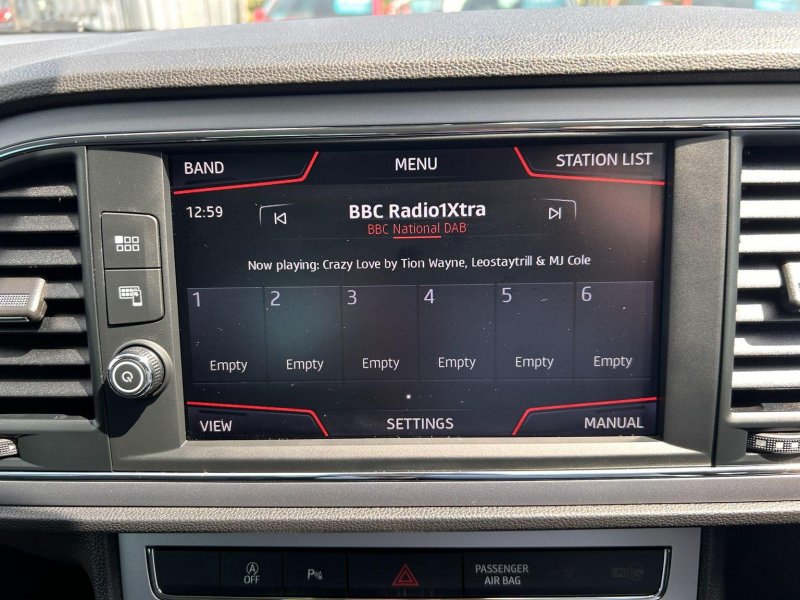 BAND MENU STATION LIST
12:59 BBC Radio1Xtra
BBC National DAB
Now playing: Crazy Love by Tion Wayne, Leostaytrill & MJ Cole
1 2 3 4 5 6
Empty Empty Empty Empty Empty Empty
VIEW SETTINGS MANUAL
A
OFF
P
PASSENGER
AIR BAG
ON